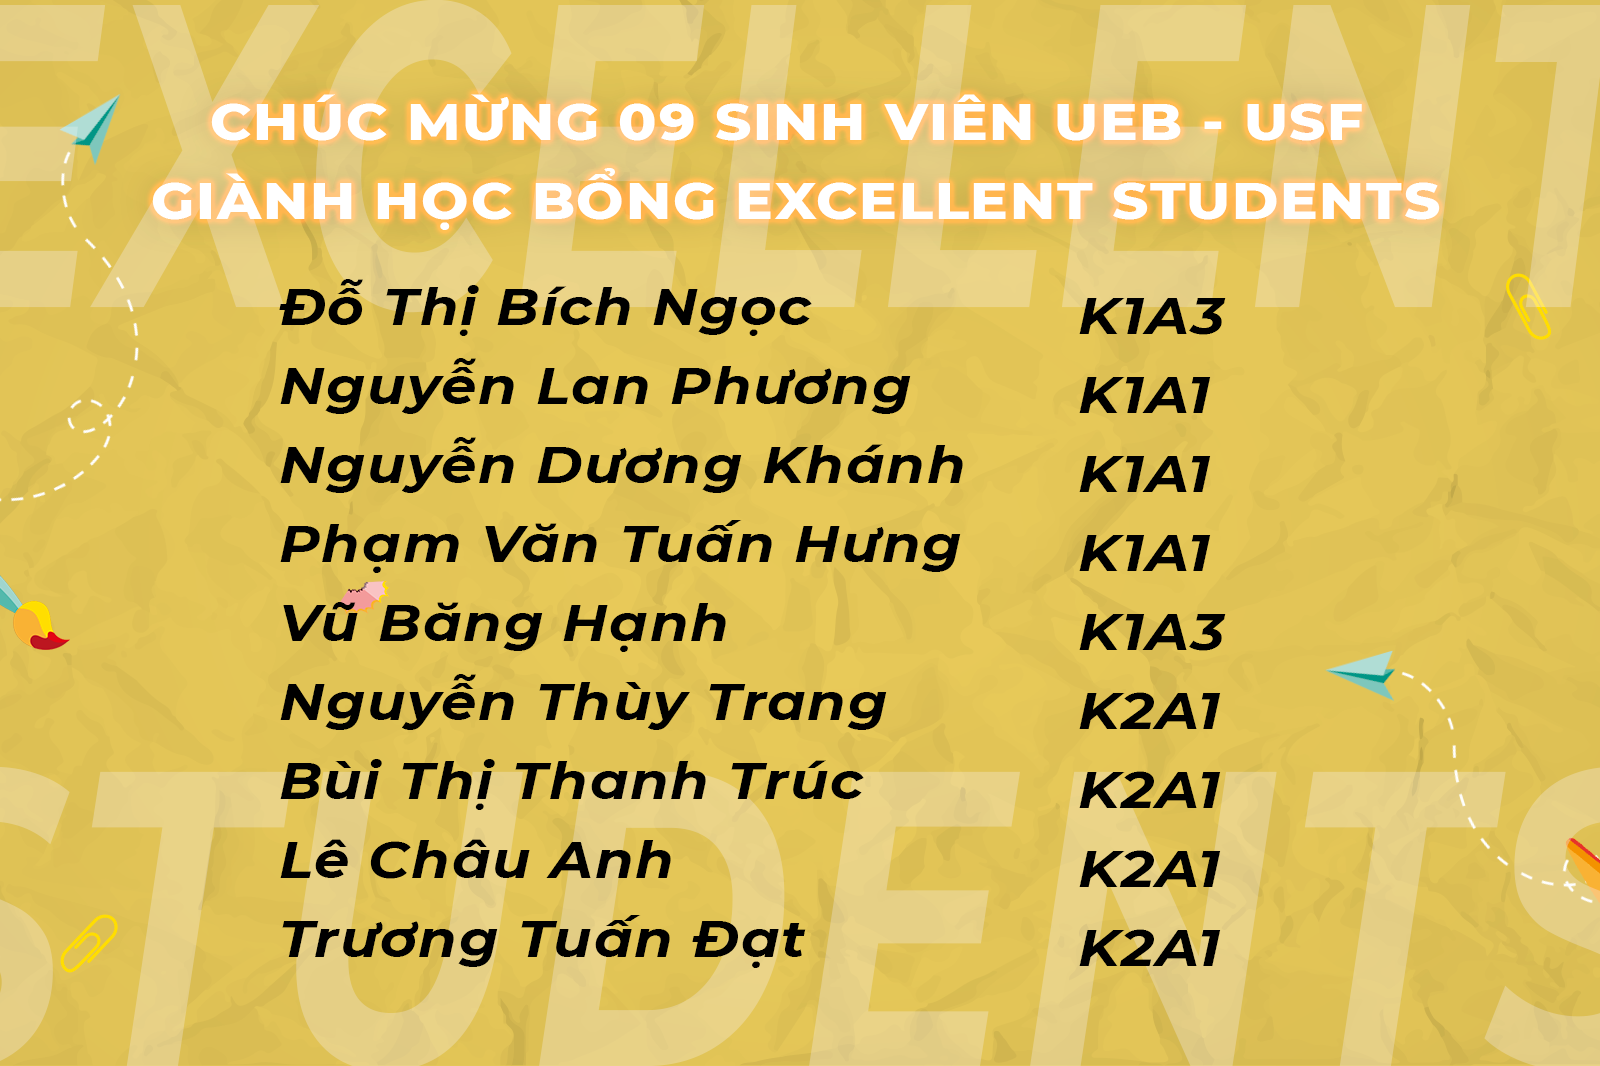 EXCELLENT
CHÚC MỪNG 09 SINH VIÊN UEB - USF
GIÀNH HỌC BỔNG EXCELLENT STUDENTS
Đỗ Thị Bích Ngọc K1A3
Nguyễn Lan Phương K1A1
Nguyễn Dương Khánh K1A1
Phạm Văn Tuấn Hưng K1A1
Vũ Băng Hạnh K1A3
Nguyễn Thùy Trang K2A1
Bùi Thị Thanh Trúc K2A1
Lê Châu Anh K2A1
Trương Tuấn Đạt K2A1
STUDENTS